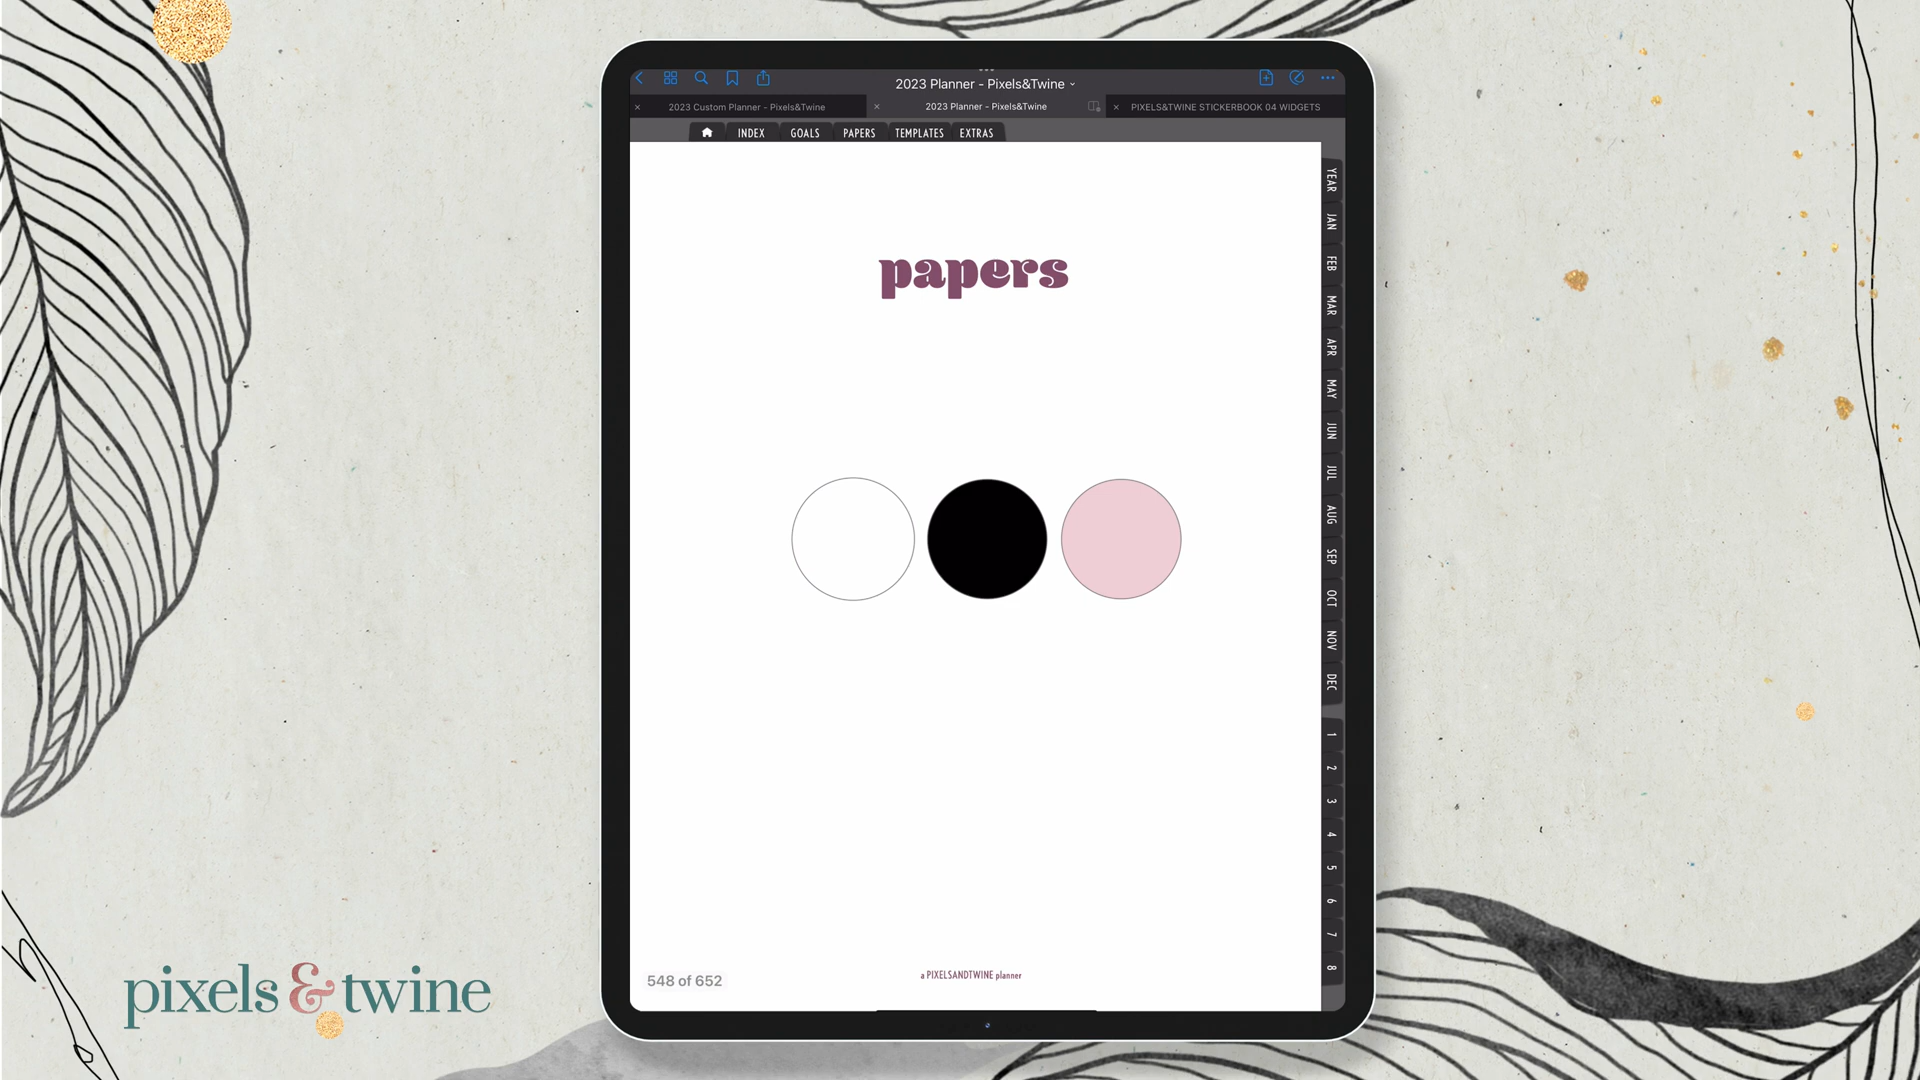 2023 Planner - Pixels&Twine
2023 Custom Planner - Pixels&Twine
2023 Planner - Pixels&Twine
PIXELS&TWINE STICKERBOOK 04 WIDGETS
INDEX GOALS PAPERS TEMPLATES EXTRAS
papers
YEAR
JAN
FEB
MAR
APR
MAY
JUN
JUL
AUG
SEP
OCT
NOV
DEC
1
2
3
4
5
6
7
8
548 of 652
a PIXELSANDTWINE planner
pixels & twine